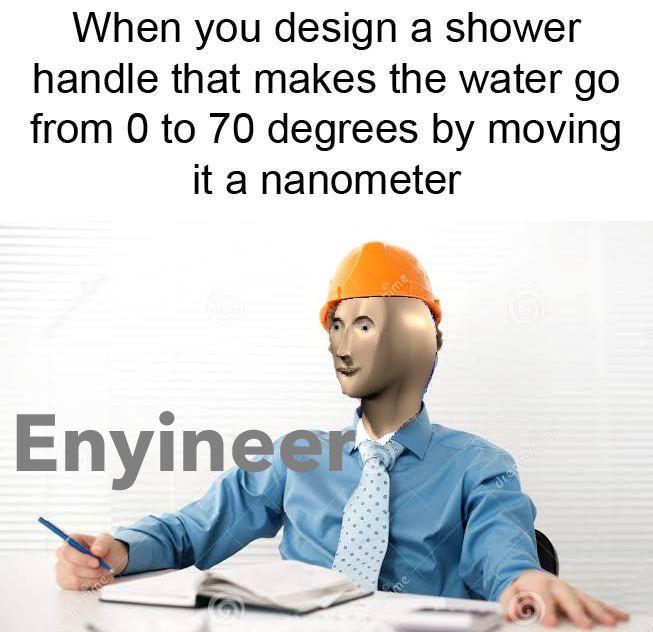 When you design a shower
handle that makes the water go
from 0 to 70 degrees by moving
it a nanometer
Enyineer